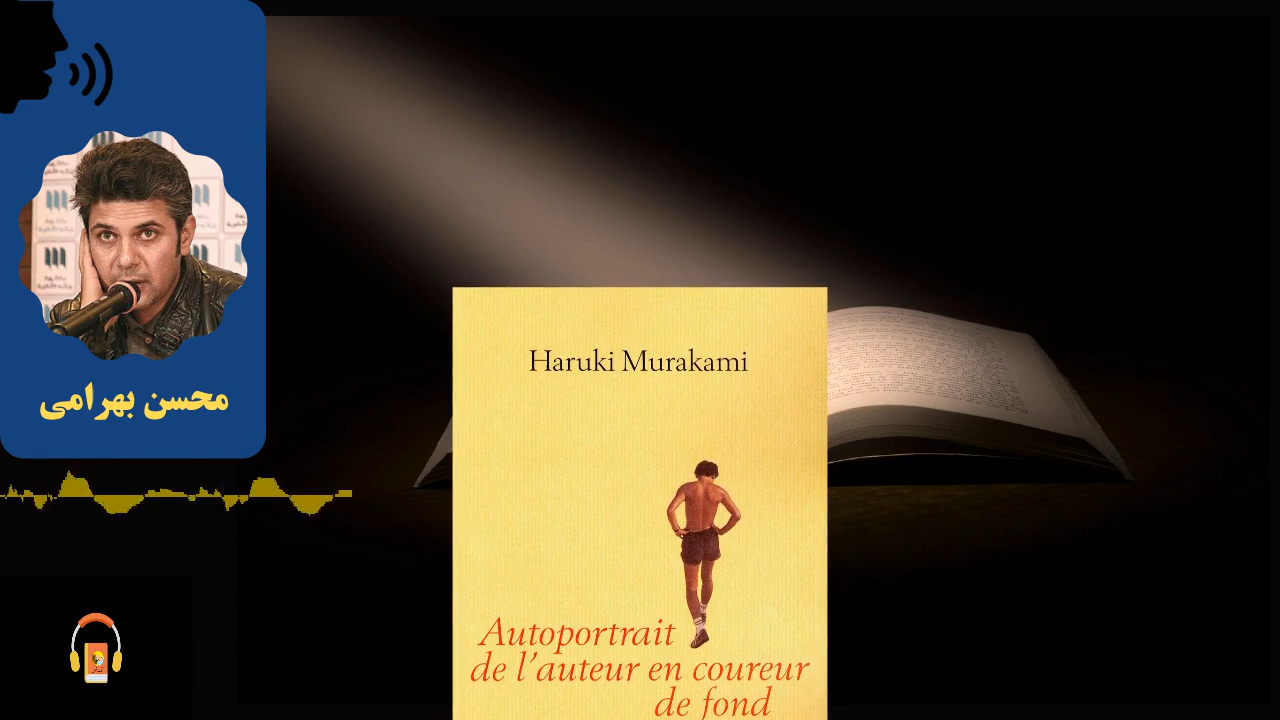 محسن بهرامی
Haruki Murakami
Autoportrait
de l'auteur en coureur
de fond